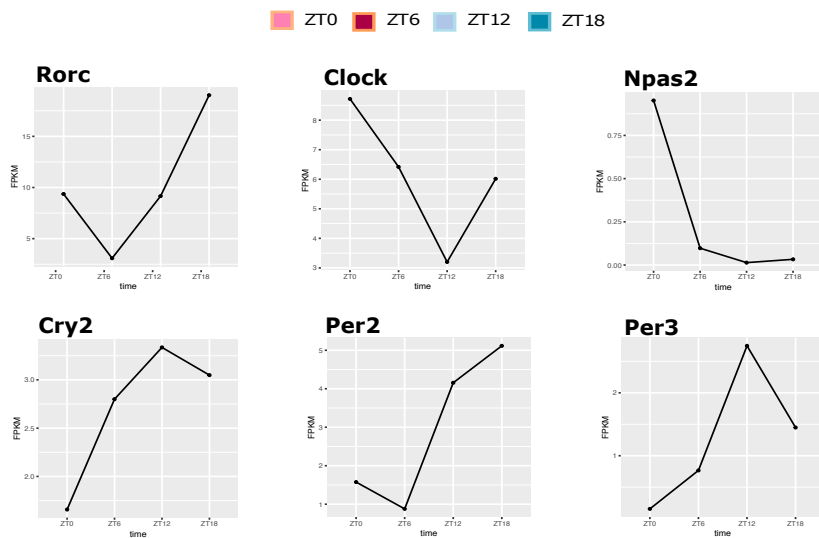 ZT0 ZT6 ZT12 ZT18
Rorc
FPKM
15
10
5
ZT0 ZT6 ZT12 ZT18
time
Clock
FPKM
8
7
6
5
4
3
ZT0 ZT6 ZT12 ZT18
time
Npas2
FPKM
0.75
0.50
0.25
0.00
ZT0 ZT6 ZT12 ZT18
time
Cry2
FPKM
3.0
2.5
2.0
ZT0 ZT6 ZT12 ZT18
time
Per2
FPKM
5
4
3
2
1
ZT0 ZT6 ZT12 ZT18
time
Per3
FPKM
2
1
ZT0 ZT6 ZT12 ZT18
time